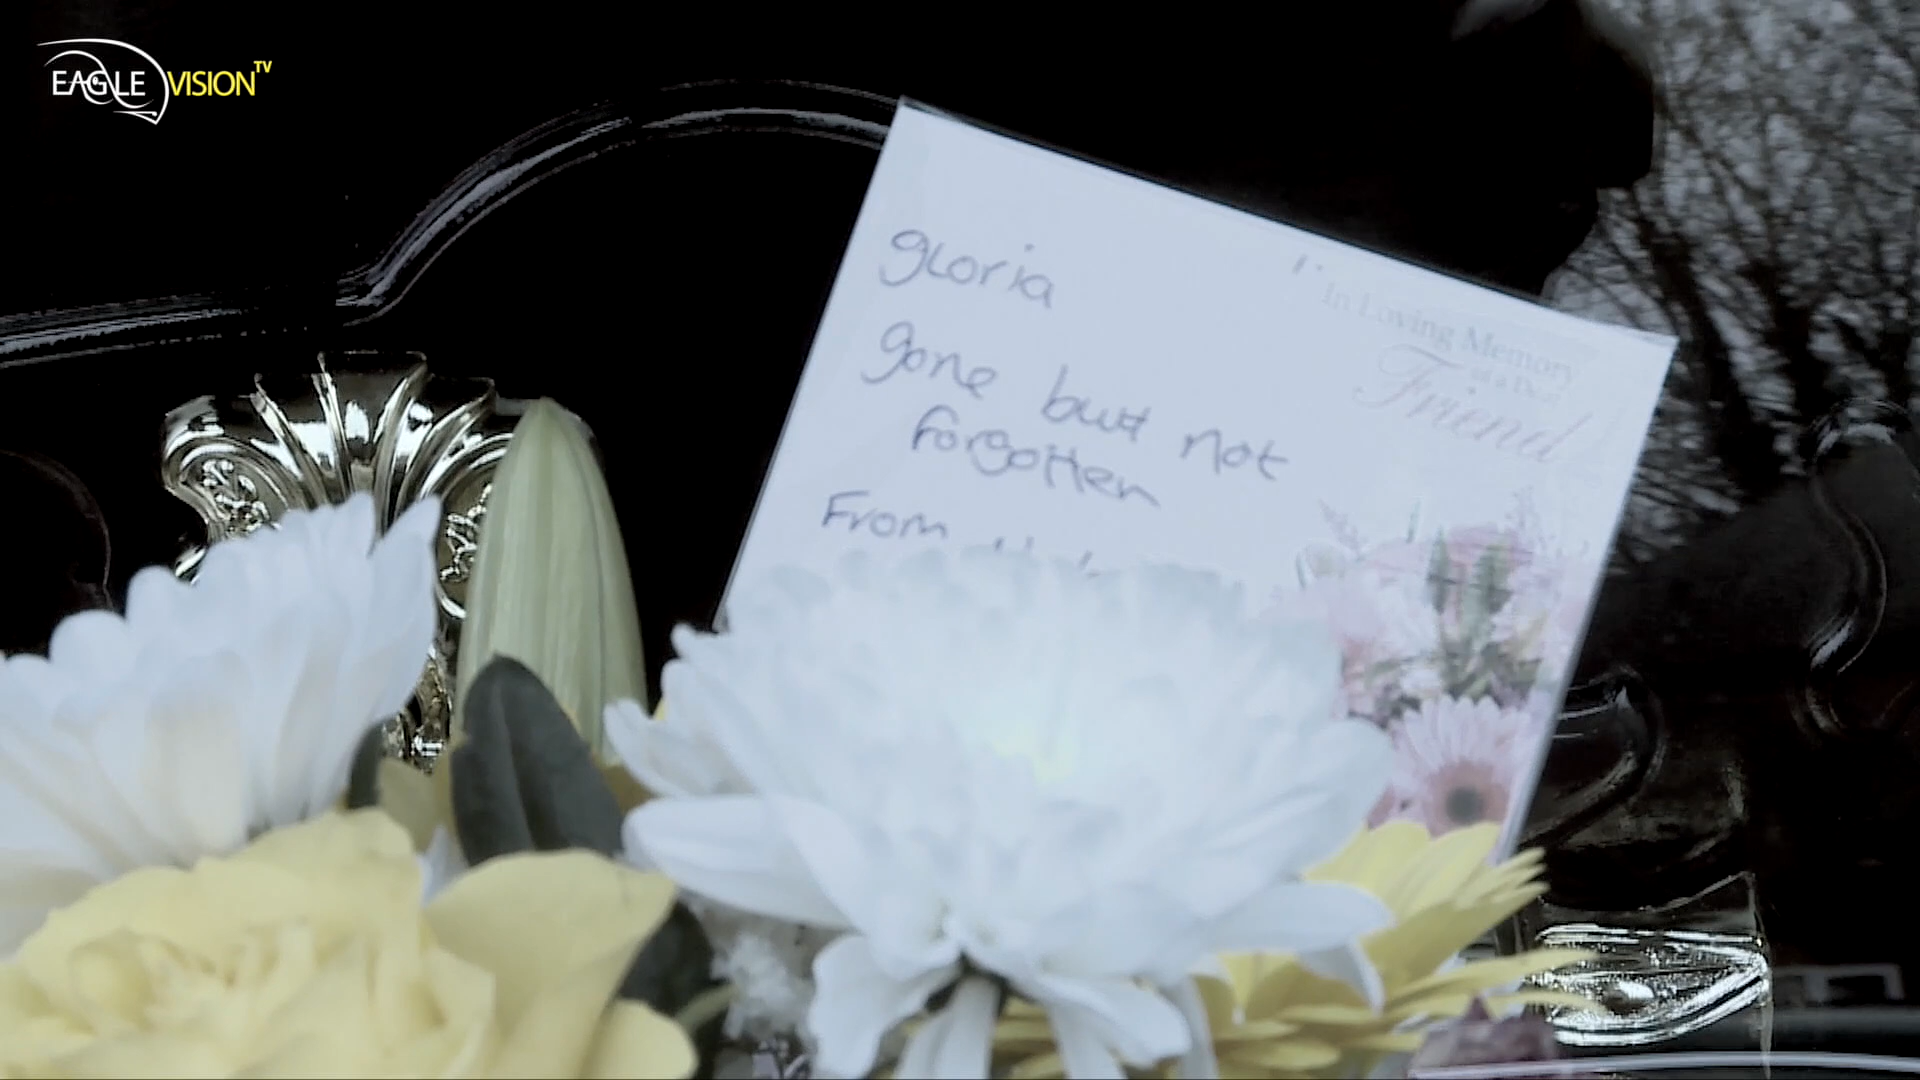 EAGLE VISION TV
In Loving Memory
of a Dear
Friend
Gloria
gone but not
forgotten
From